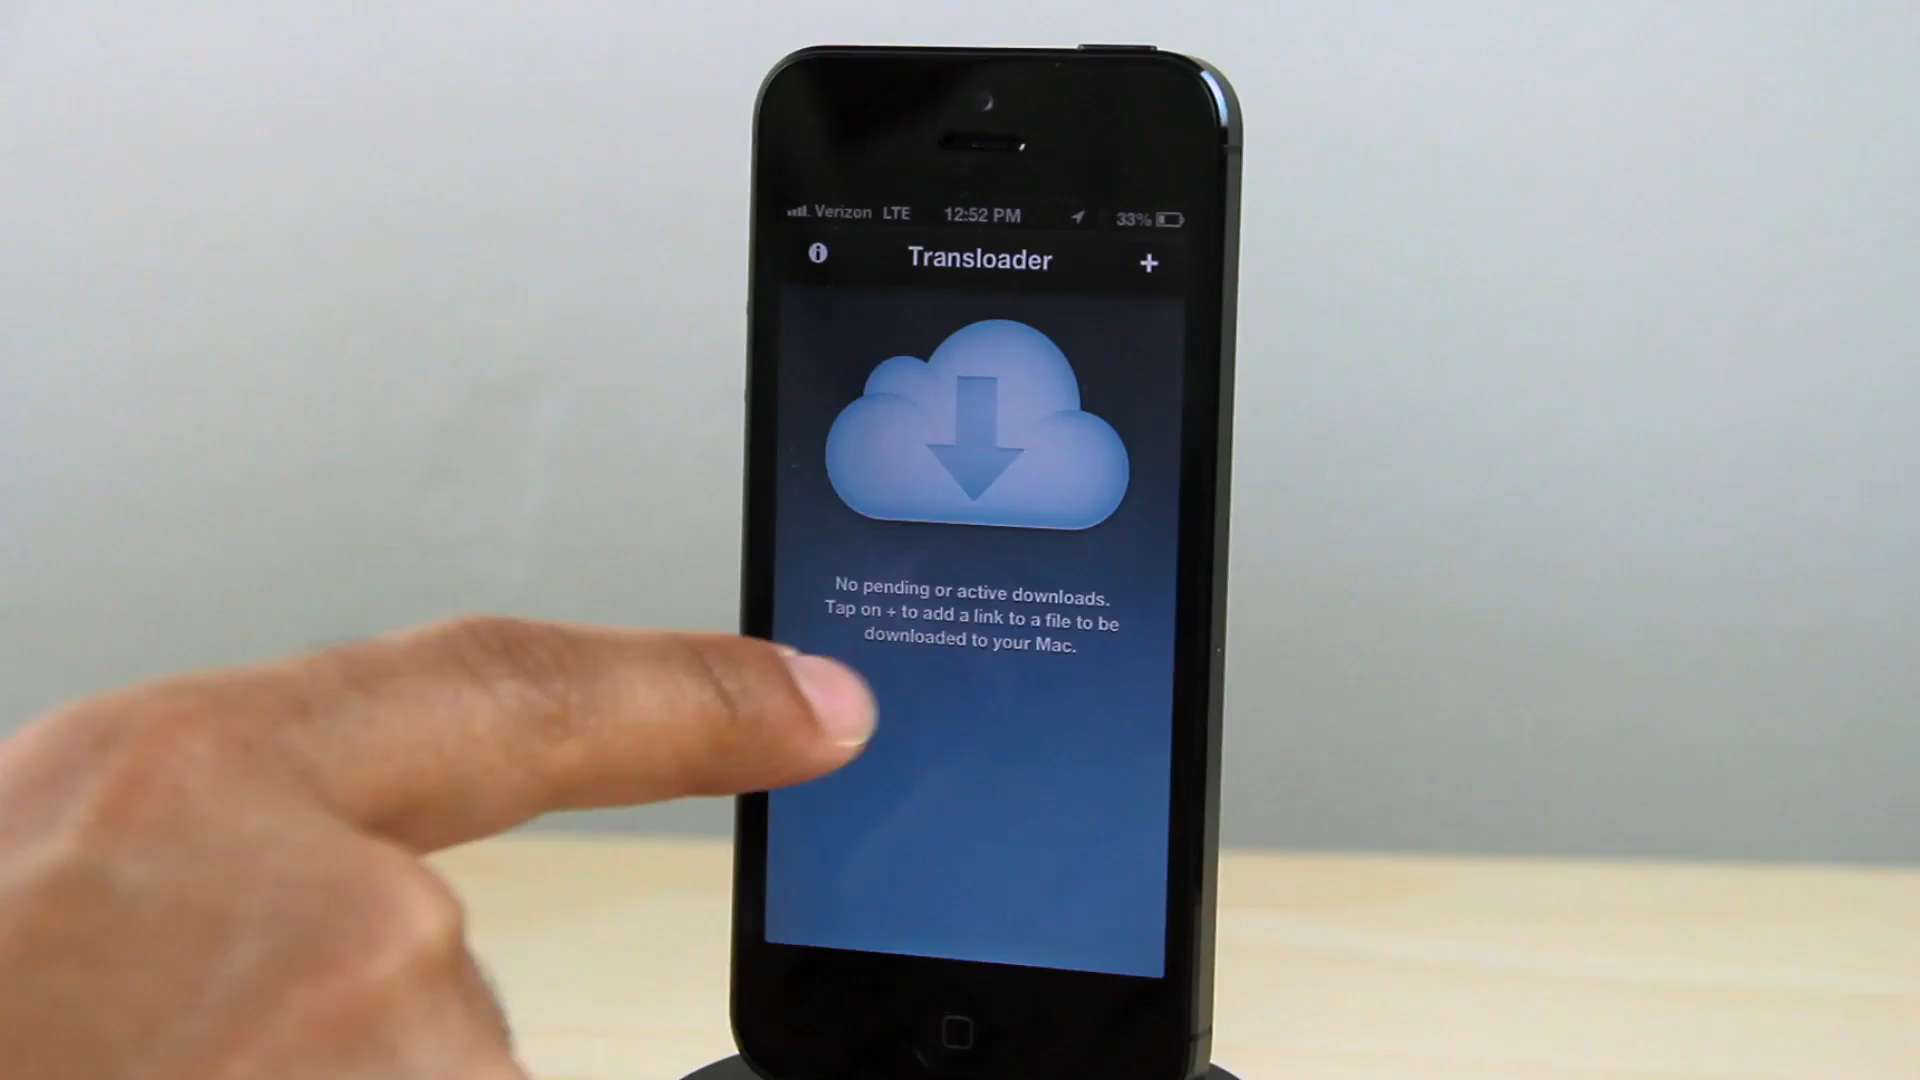 Verizon LTE 12:52 PM 33%
Transloader +
No pending or active downloads.
Tap on + to add a link to a file to be
downloaded to your Mac.